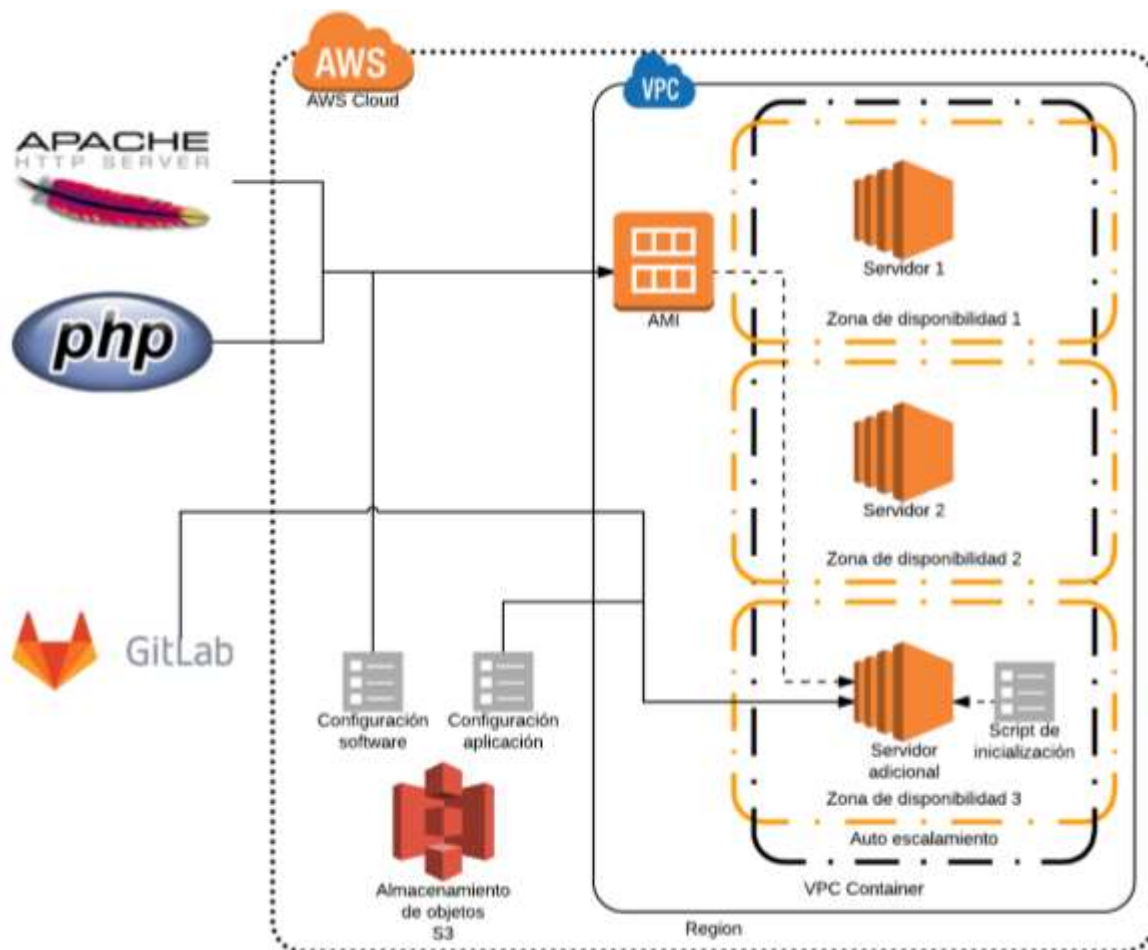 AWS
AWS Cloud
VPC
APACHE
HTTP SERVER
php
AMI
Servidor 1
Zona de disponibilidad 1
Servidor 2
Zona de disponibilidad 2
GitLab
Configuración
software
Configuración
aplicación
Servidor
adicional
Script de
inicialización
Zona de disponibilidad 3
Auto escalamiento
Almacenamiento
de objetos
S3
VPC Container
Region